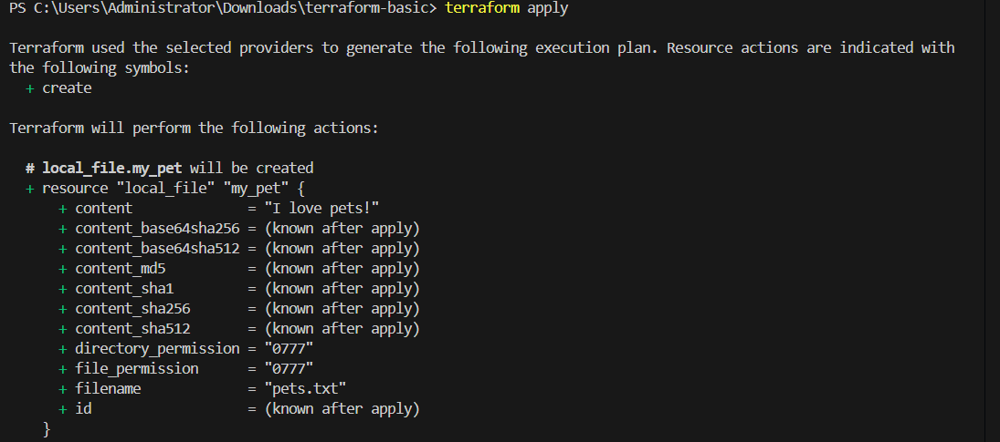 PS C:\Users\Administrator\Downloads\terraform-basic> terraform apply
Terraform used the selected providers to generate the following execution plan. Resource actions are indicated with
the following symbols:
  + create
Terraform will perform the following actions:
  # local_file.my_pet will be created
  + resource "local_file" "my_pet" {
      + content              = "I love pets!"
      + content_base64sha256 = (known after apply)
      + content_base64sha512 = (known after apply)
      + content_md5          = (known after apply)
      + content_sha1         = (known after apply)
      + content_sha256       = (known after apply)
      + content_sha512       = (known after apply)
      + directory_permission = "0777"
      + file_permission      = "0777"
      + filename             = "pets.txt"
      + id                   = (known after apply)
    }